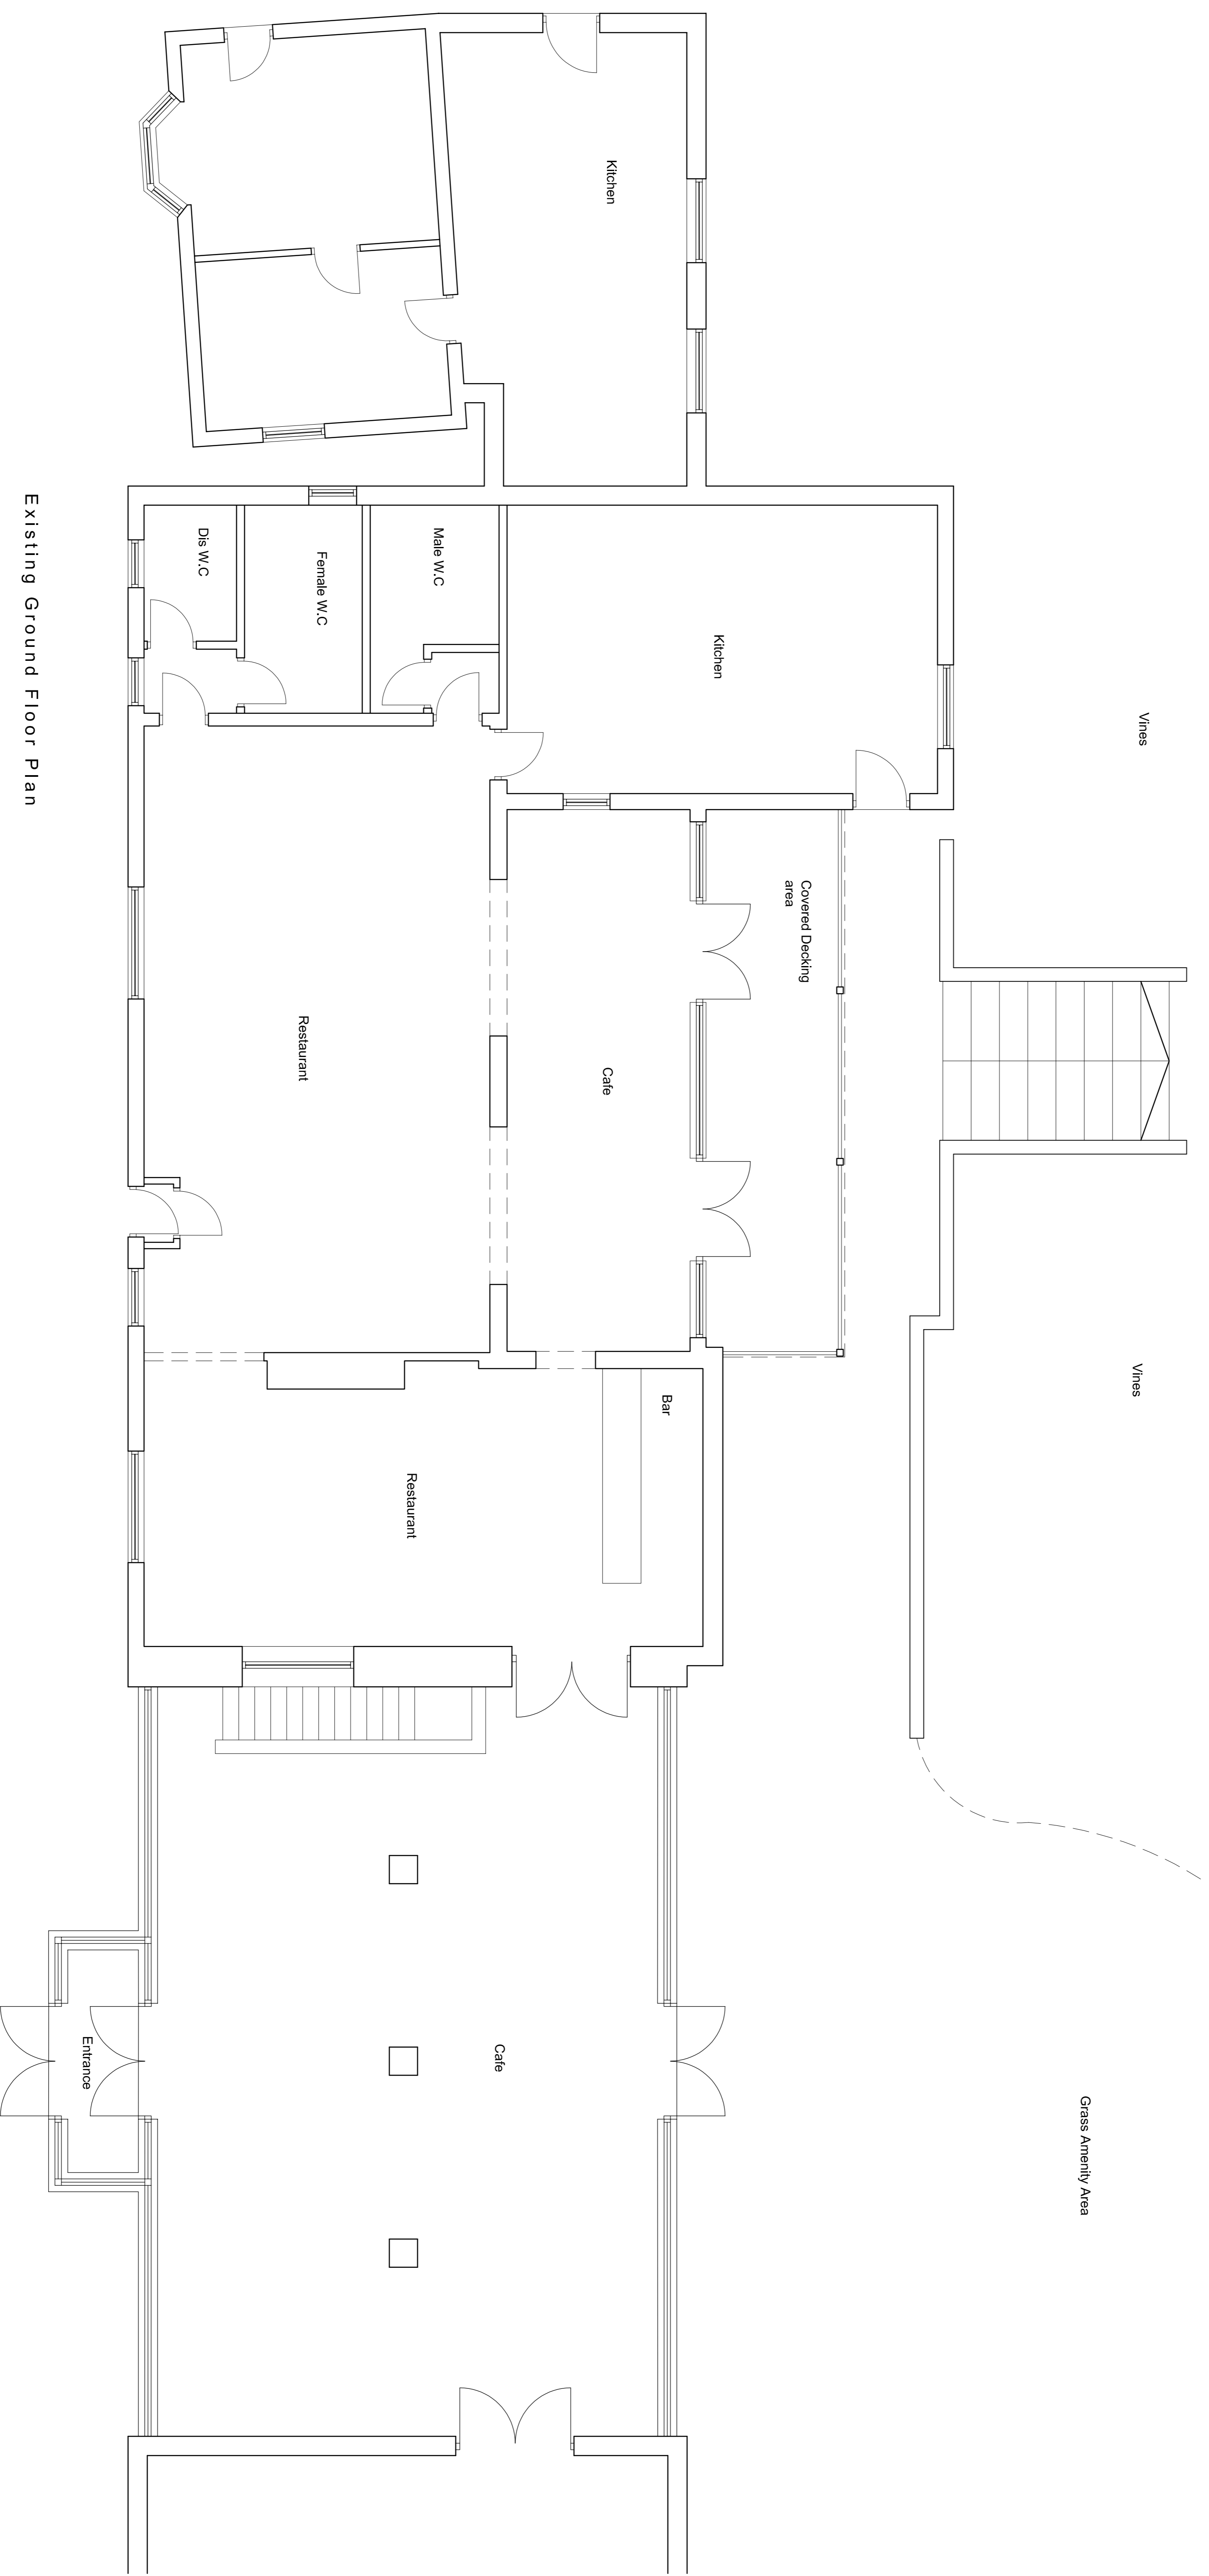 Vines
Vines
Grass Amenity Area
Covered Decking
area
Kitchen
Kitchen
Bar
Cafe
Cafe
Male W.C
Female W.C
Dis W.C
Restaurant
Restaurant
Entrance
Existing Ground Floor Plan